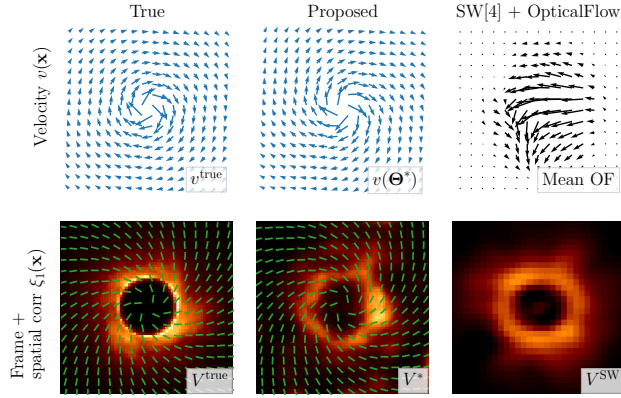 True
Proposed
SW[4] + OpticalFlow
Velocity v(x)
v^true
v(Θ*)
Mean OF
Frame +
spatial corr ξ₁(x)
V^true
V*
V^SW